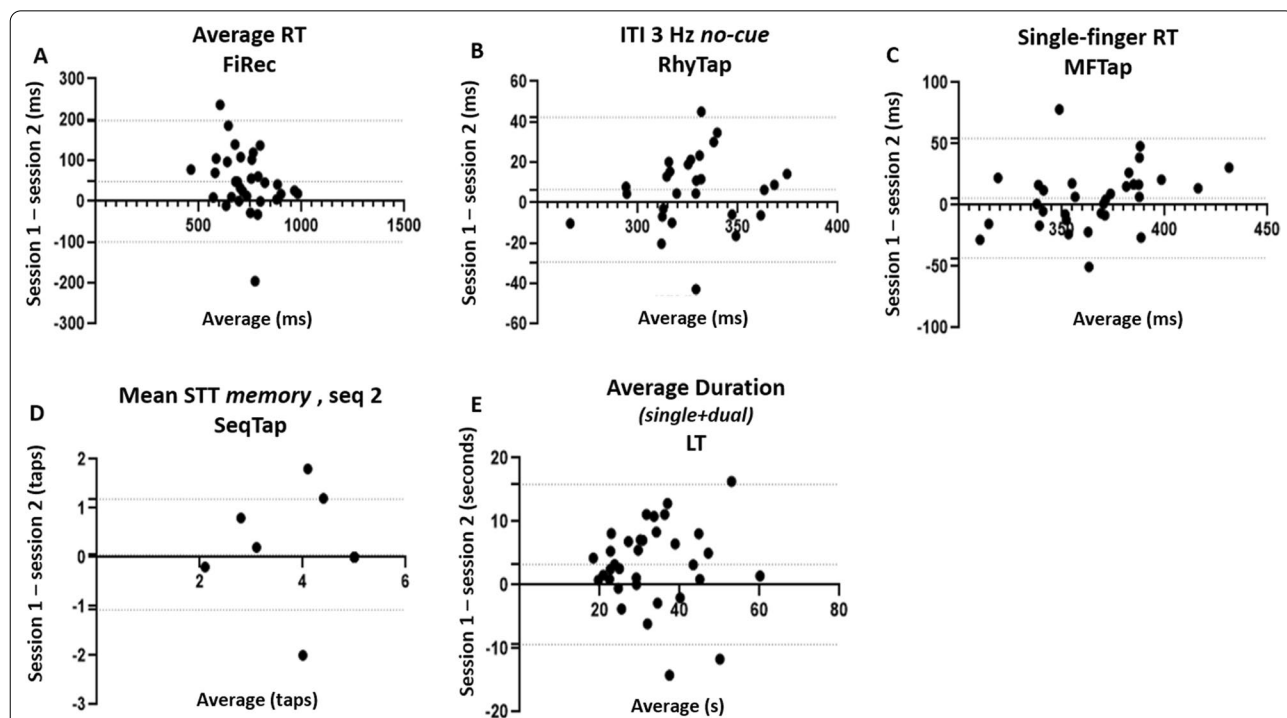 A
Average RT
FiRec
300
200
100
0
-100
-200
-300
500
1000
1500
Session 1 – session 2 (ms)
Average (ms)
B
ITI 3 Hz no-cue
RhyTap
60
40
20
0
-20
-40
-60
300
350
400
Session 1 – session 2 (ms)
Average (ms)
C
Single-finger RT
MFTap
100
50
0
-50
-100
350
400
450
Session 1 – session 2 (ms)
Average (ms)
D
Mean STT memory , seq 2
SeqTap
2
1
0
-1
-2
-3
2
4
6
Session 1 – session 2 (taps)
Average (taps)
E
Average Duration
(single+dual)
LT
20
10
0
-10
-20
20
40
60
80
Session 1 – session 2 (seconds)
Average (s)